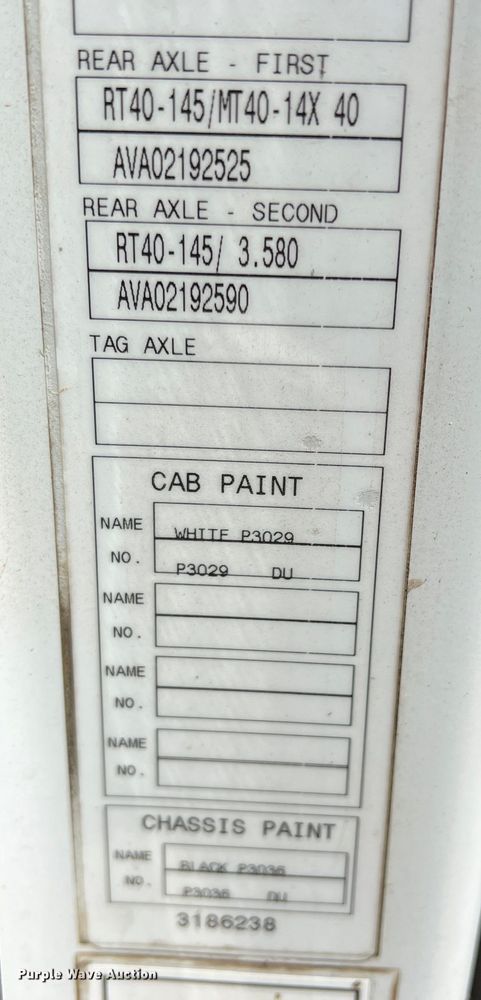 REAR AXLE - FIRST
RT40-145/MT40-14X 40
AVA02192525
REAR AXLE - SECOND
RT40-145/ 3.580
AVA02192590
TAG AXLE
CAB PAINT
NAME WHITE P3029
NO. P3029 DU
NAME
NO.
NAME
NO.
NAME
NO.
CHASSIS PAINT
NAME BLACK P3036
NO. P3036 DU
3186238
Purple Wave Auction